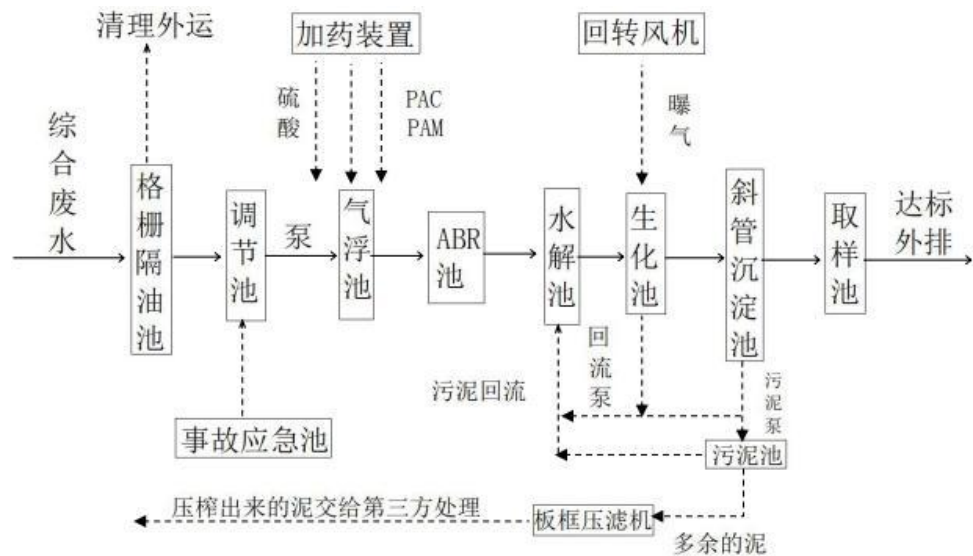 清理外运
加药装置
回转风机
硫酸
PAC
PAM
曝气
综合废水
格栅隔油池
调节池
泵
气浮池
ABR
池
水解池
生化池
斜管沉淀池
取样池
达标
外排
污泥回流
回流泵
污泥泵
事故应急池
污泥池
压榨出来的泥交给第三方处理
板框压滤机
多余的泥